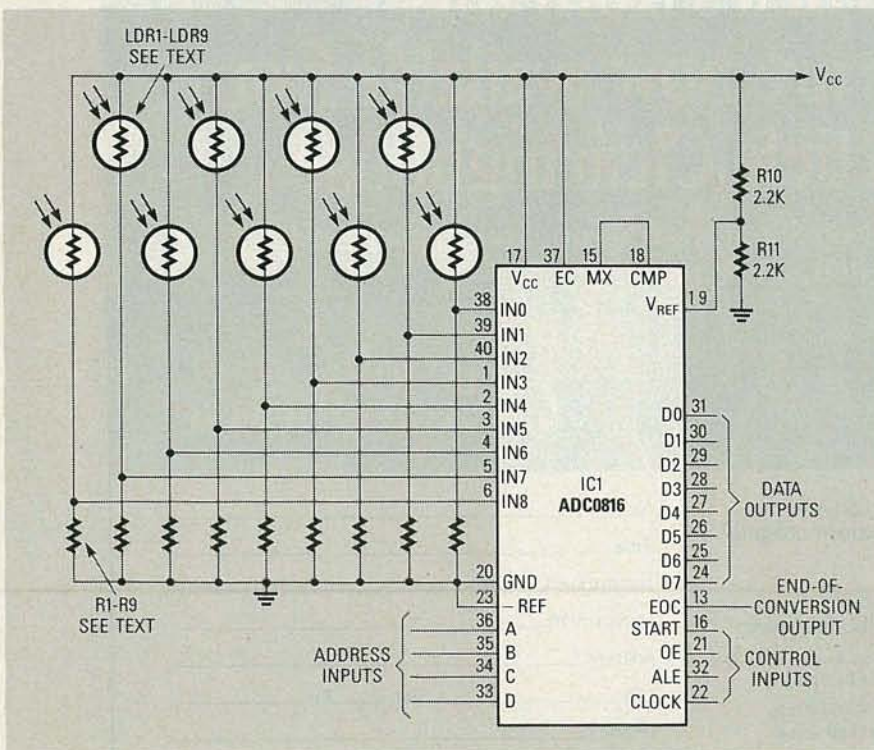 LDR1-LDR9
SEE TEXT
VCC
R10
2.2K
R11
2.2K
17 37 15 18
VCC EC MX CMP
VREF 19
38 IN0
39 IN1
40 IN2
1 IN3
2 IN4
3 IN5
4 IN6
5 IN7
6 IN8
IC1
ADC0816
D0 31
D1 30
D2 29
D3 28
D4 27
D5 26
D6 25
D7 24
DATA
OUTPUTS
R1-R9
SEE TEXT
20 GND
23 –REF
36 A
35 B
34 C
33 D
ADDRESS
INPUTS
EOC 13
START 16
OE 21
ALE 32
CLOCK 22
END-OF-
CONVERSION
OUTPUT
CONTROL
INPUTS